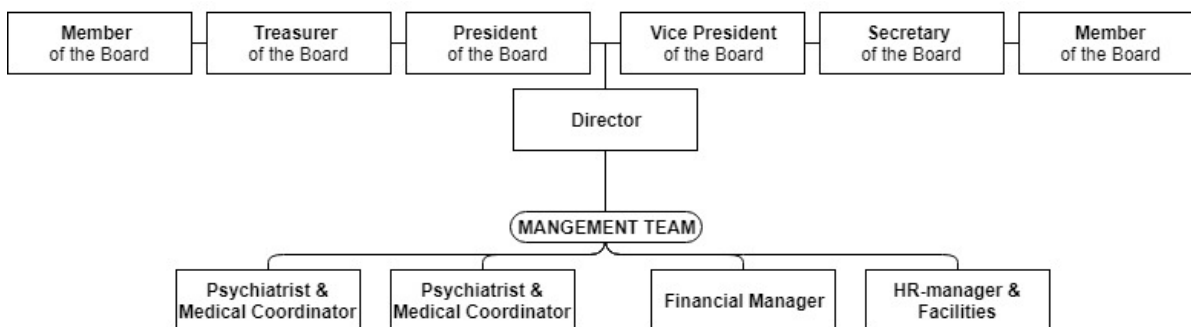 Member
of the Board
Treasurer
of the Board
President
of the Board
Vice President
of the Board
Secretary
of the Board
Member
of the Board
Director
MANGEMENT TEAM
Psychiatrist &
Medical Coordinator
Psychiatrist &
Medical Coordinator
Financial Manager
HR-manager &
Facilities